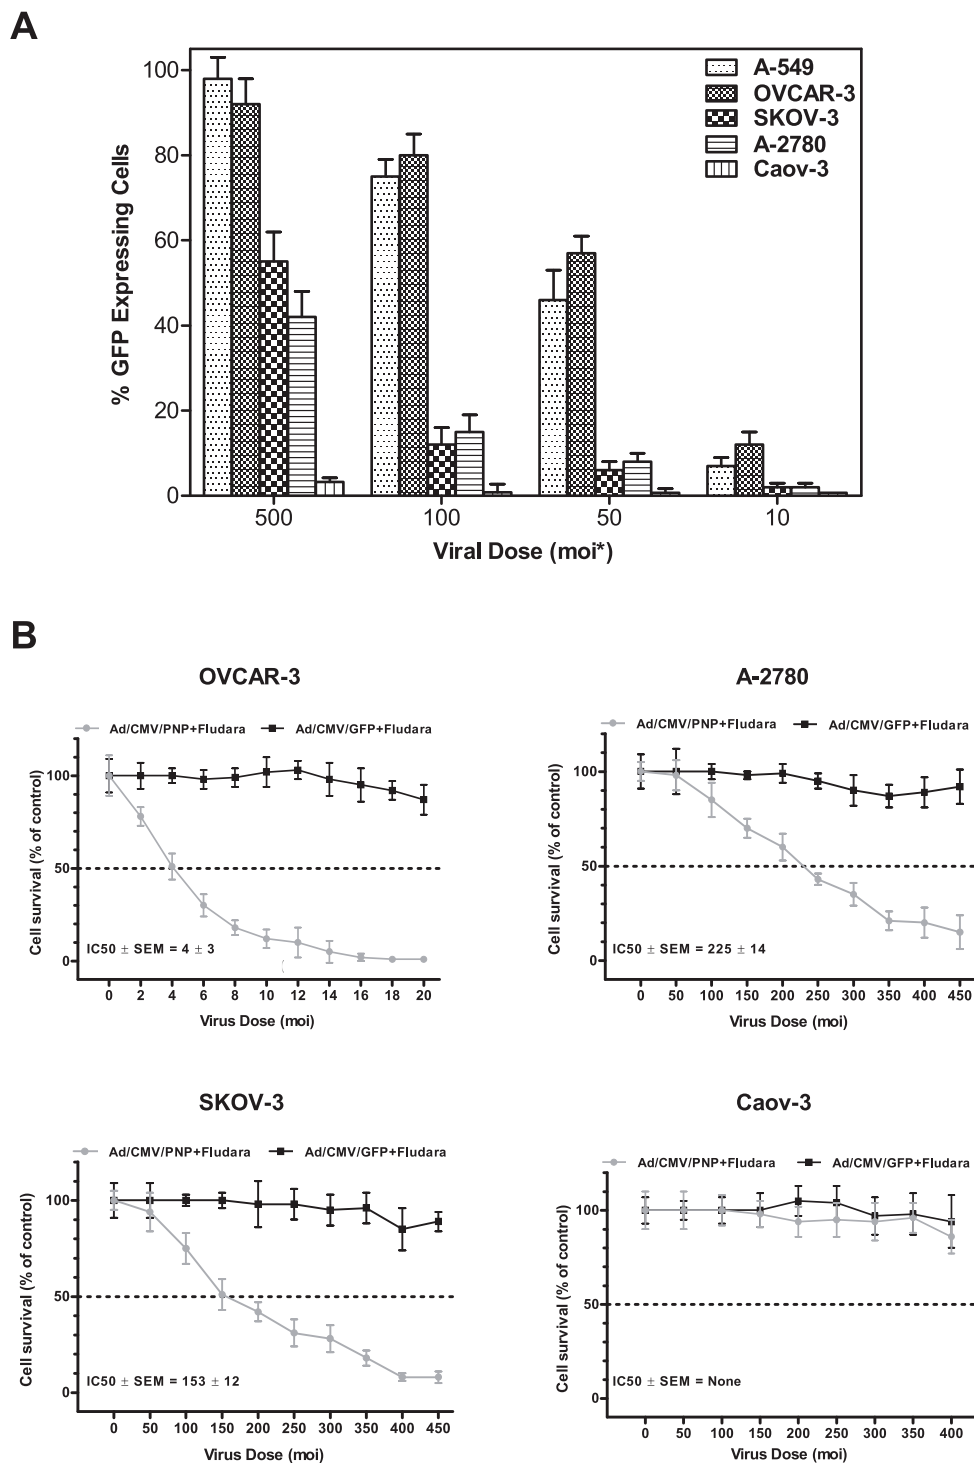 A
100
80
60
40
20
0
% GFP Expressing Cells
A-549
OVCAR-3
SKOV-3
A-2780
Caov-3
500 100 50 10
Viral Dose (moi*)
B
OVCAR-3
Ad/CMV/PNP+Fludara Ad/CMV/GFP+Fludara
100
50
0
Cell survival (% of control)
IC50 ± SEM = 4 ± 3
0 2 4 6 8 10 12 14 16 18 20
Virus Dose (moi)
A-2780
Ad/CMV/PNP+Fludara Ad/CMV/GFP+Fludara
100
50
0
Cell survival (% of control)
IC50 ± SEM = 225 ± 14
0 50 100 150 200 250 300 350 400 450
Virus Dose (moi)
SKOV-3
Ad/CMV/PNP+Fludara Ad/CMV/GFP+Fludara
100
50
0
Cell survival (% of control)
IC50 ± SEM = 153 ± 12
0 50 100 150 200 250 300 350 400 450
Virus Dose (moi)
Caov-3
Ad/CMV/PNP+Fludara Ad/CMV/GFP+Fludara
100
50
0
Cell survival (% of control)
IC50 ± SEM = None
0 50 100 150 200 250 300 350 400
Virus Dose (moi)